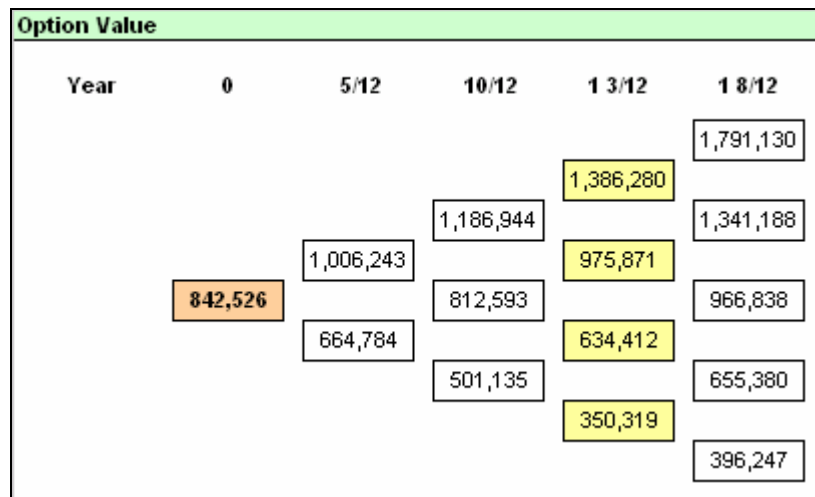 Option Value
Year 0 5/12 10/12 1 3/12 1 8/12
1,791,130
1,386,280
1,186,944 1,341,188
1,006,243 975,871
842,526 812,593 966,838
664,784 634,412
501,135 655,380
350,319
396,247